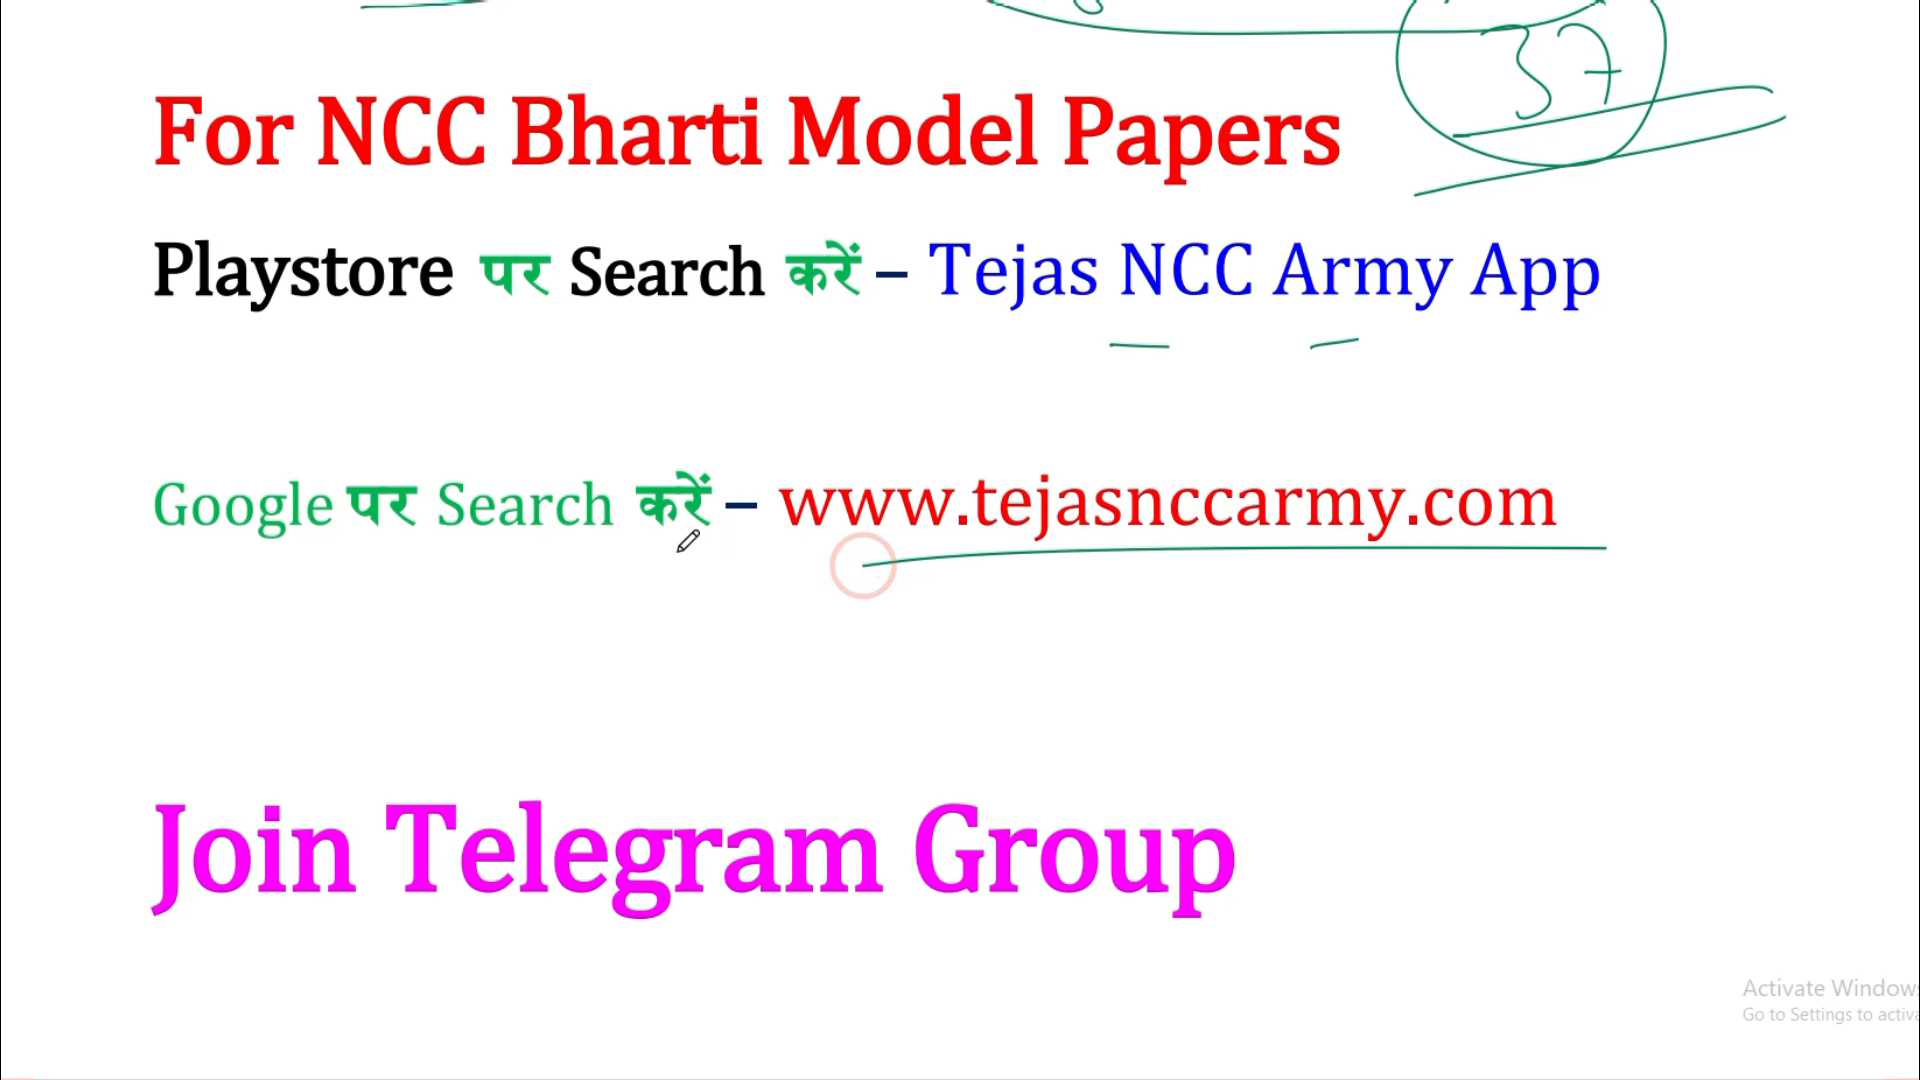 37
For NCC Bharti Model Papers
Playstore पर Search करें – Tejas NCC Army App
Google पर Search करें – www.tejasnccarmy.com
Join Telegram Group
Activate Windows
Go to Settings to activa